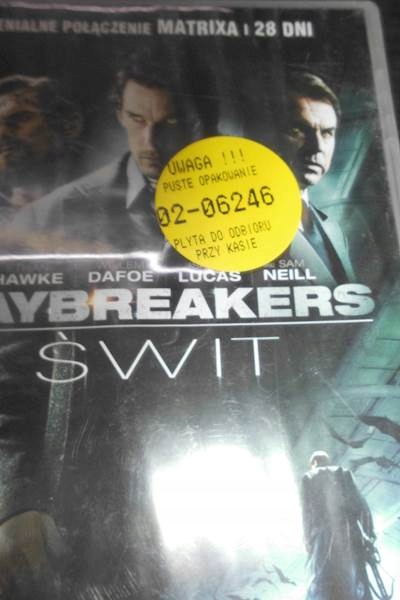 ENIALNE POŁĄCZENIE MATRIXA I 28 DNI
UWAGA !!!
PUSTE OPAKOWANIE
02-06246
PŁYTA DO ODBIORU
PRZY KASIE
SAM
HAWKE DAFOE LUCAS NEILL
AYBREAKERS
ŚWIT